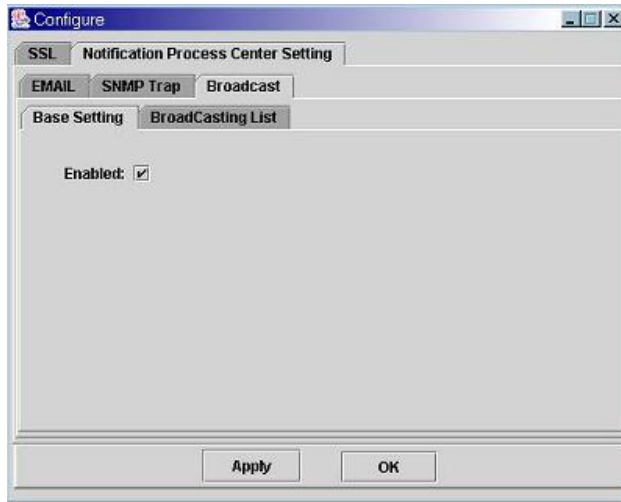 Configure
SSL Notification Process Center Setting
EMAIL SNMP Trap Broadcast
Base Setting BroadCasting List
Enabled:
Apply OK